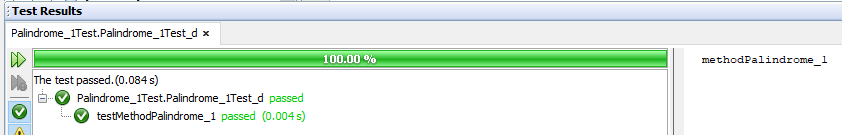 Test Results
Palindrome_1Test.Palindrome_1Test_d ×
100.00 %
methodPalindrome_1
The test passed.(0.084 s)
Palindrome_1Test.Palindrome_1Test_d passed
testMethodPalindrome_1 passed (0.004 s)